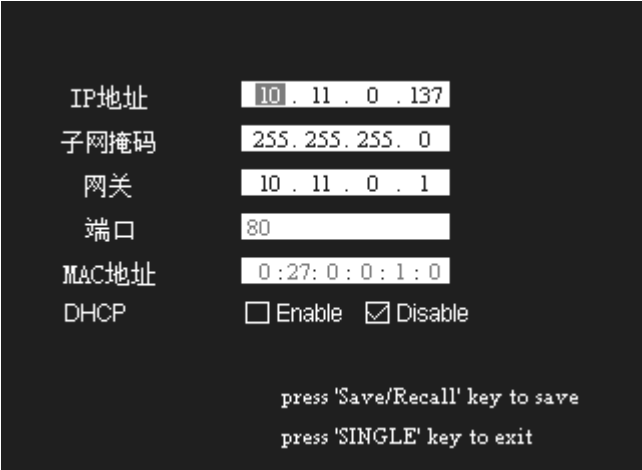 IP地址 10 . 11 . 0 . 137
子网掩码 255. 255. 255. 0
网关 10 . 11 . 0 . 1
端口 80
MAC地址 0 :27: 0 : 0 : 1 : 0
DHCP Enable Disable
press 'Save/Recall' key to save
press 'SINGLE' key to exit